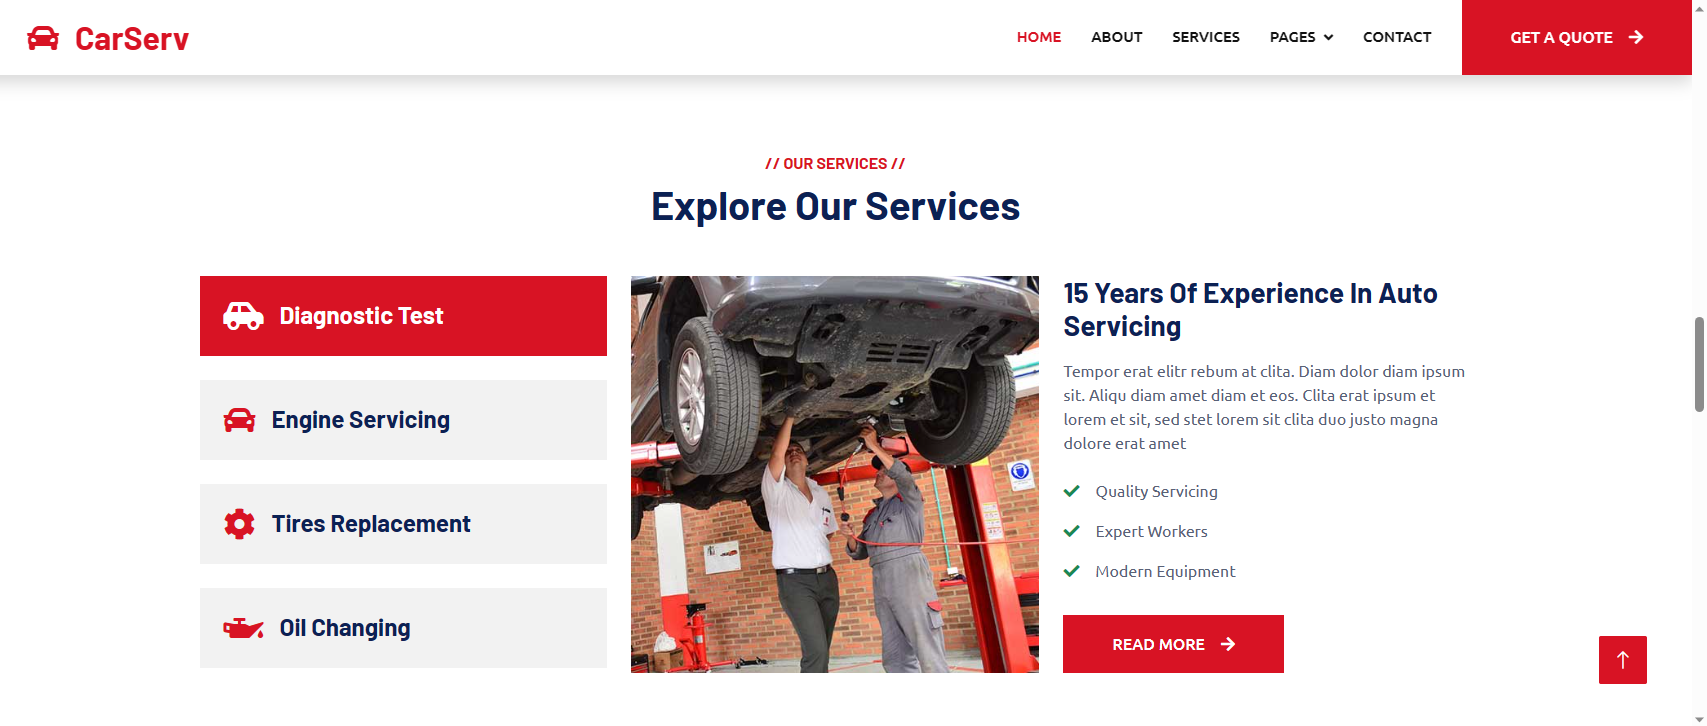 CarServ
HOME
ABOUT
SERVICES
PAGES
CONTACT
GET A QUOTE
// OUR SERVICES //
Explore Our Services
Diagnostic Test
Engine Servicing
Tires Replacement
Oil Changing
15 Years Of Experience In Auto
Servicing
Tempor erat elitr rebum at clita. Diam dolor diam ipsum
sit. Aliqu diam amet diam et eos. Clita erat ipsum et
lorem et sit, sed stet lorem sit clita duo justo magna
dolore erat amet
Quality Servicing
Expert Workers
Modern Equipment
READ MORE